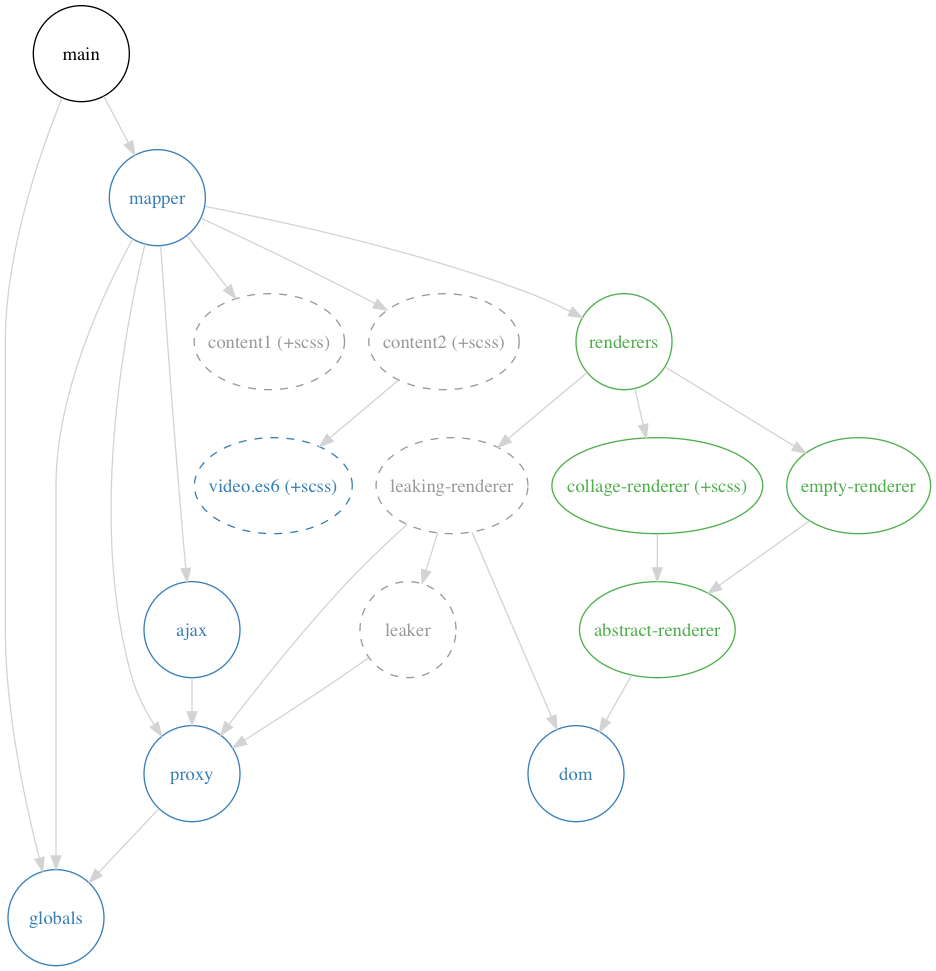 main
mapper
content1 (+scss)
content2 (+scss)
renderers
video.es6 (+scss)
leaking-renderer
collage-renderer (+scss)
empty-renderer
ajax
leaker
abstract-renderer
proxy
dom
globals